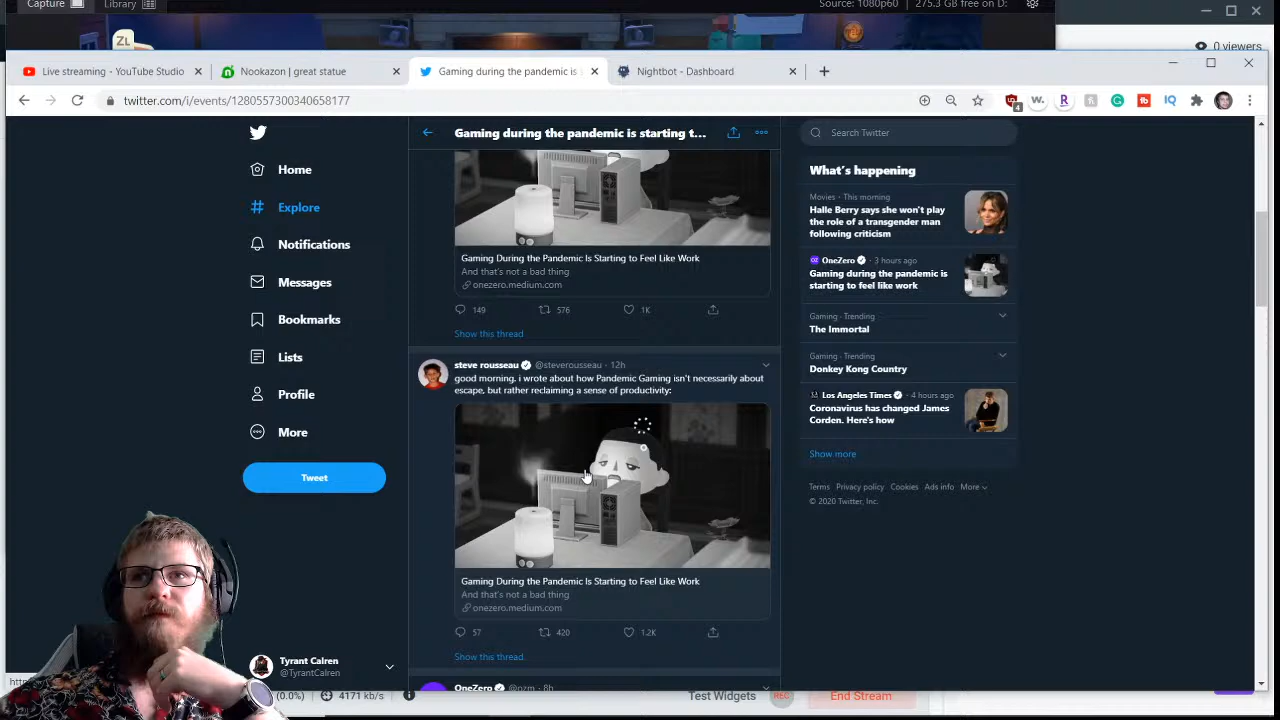 Capture
Library
Source: 1080p60
275.3 GB free on D:
ZL
0 viewers
Live streaming - YouTube Studio
Nookazon | great statue
Gaming during the pandemic is
Nightbot - Dashboard
twitter.com/i/events/1280557300340658177
Gaming during the pandemic is starting t...
Search Twitter
Home
Explore
Notifications
Messages
Bookmarks
Lists
Profile
More
Tweet
Gaming During the Pandemic Is Starting to Feel Like Work
And that's not a bad thing
onezero.medium.com
149
576
1K
Show this thread
steve rousseau @steverousseau · 12h
good morning. i wrote about how Pandemic Gaming isn't necessarily about
escape, but rather reclaiming a sense of productivity:
Gaming During the Pandemic Is Starting to Feel Like Work
And that's not a bad thing
onezero.medium.com
57
420
1.2K
Show this thread
OneZero @ozm · 8h
What's happening
Movies · This morning
Halle Berry says she won't play
the role of a transgender man
following criticism
OneZero · 3 hours ago
Gaming during the pandemic is
starting to feel like work
Gaming · Trending
The Immortal
Gaming · Trending
Donkey Kong Country
Los Angeles Times · 4 hours ago
Coronavirus has changed James
Corden. Here's how
Show more
Terms Privacy policy Cookies Ads info More
© 2020 Twitter, Inc.
Tyrant Calren
@TyrantCalren
(0.0%)
4171 kb/s
Test Widgets
REC
End Stream